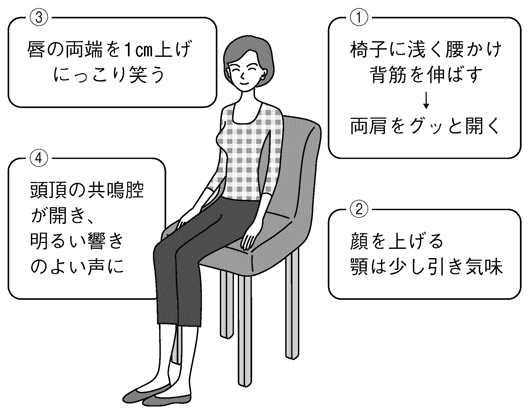 ①
椅子に浅く腰かけ
背筋を伸ばす
↓
両肩をグッと開く
②
顔を上げる
顎は少し引き気味
③
唇の両端を1cm上げ
にっこり笑う
④
頭頂の共鳴腔
が開き、
明るい響き
のよい声に